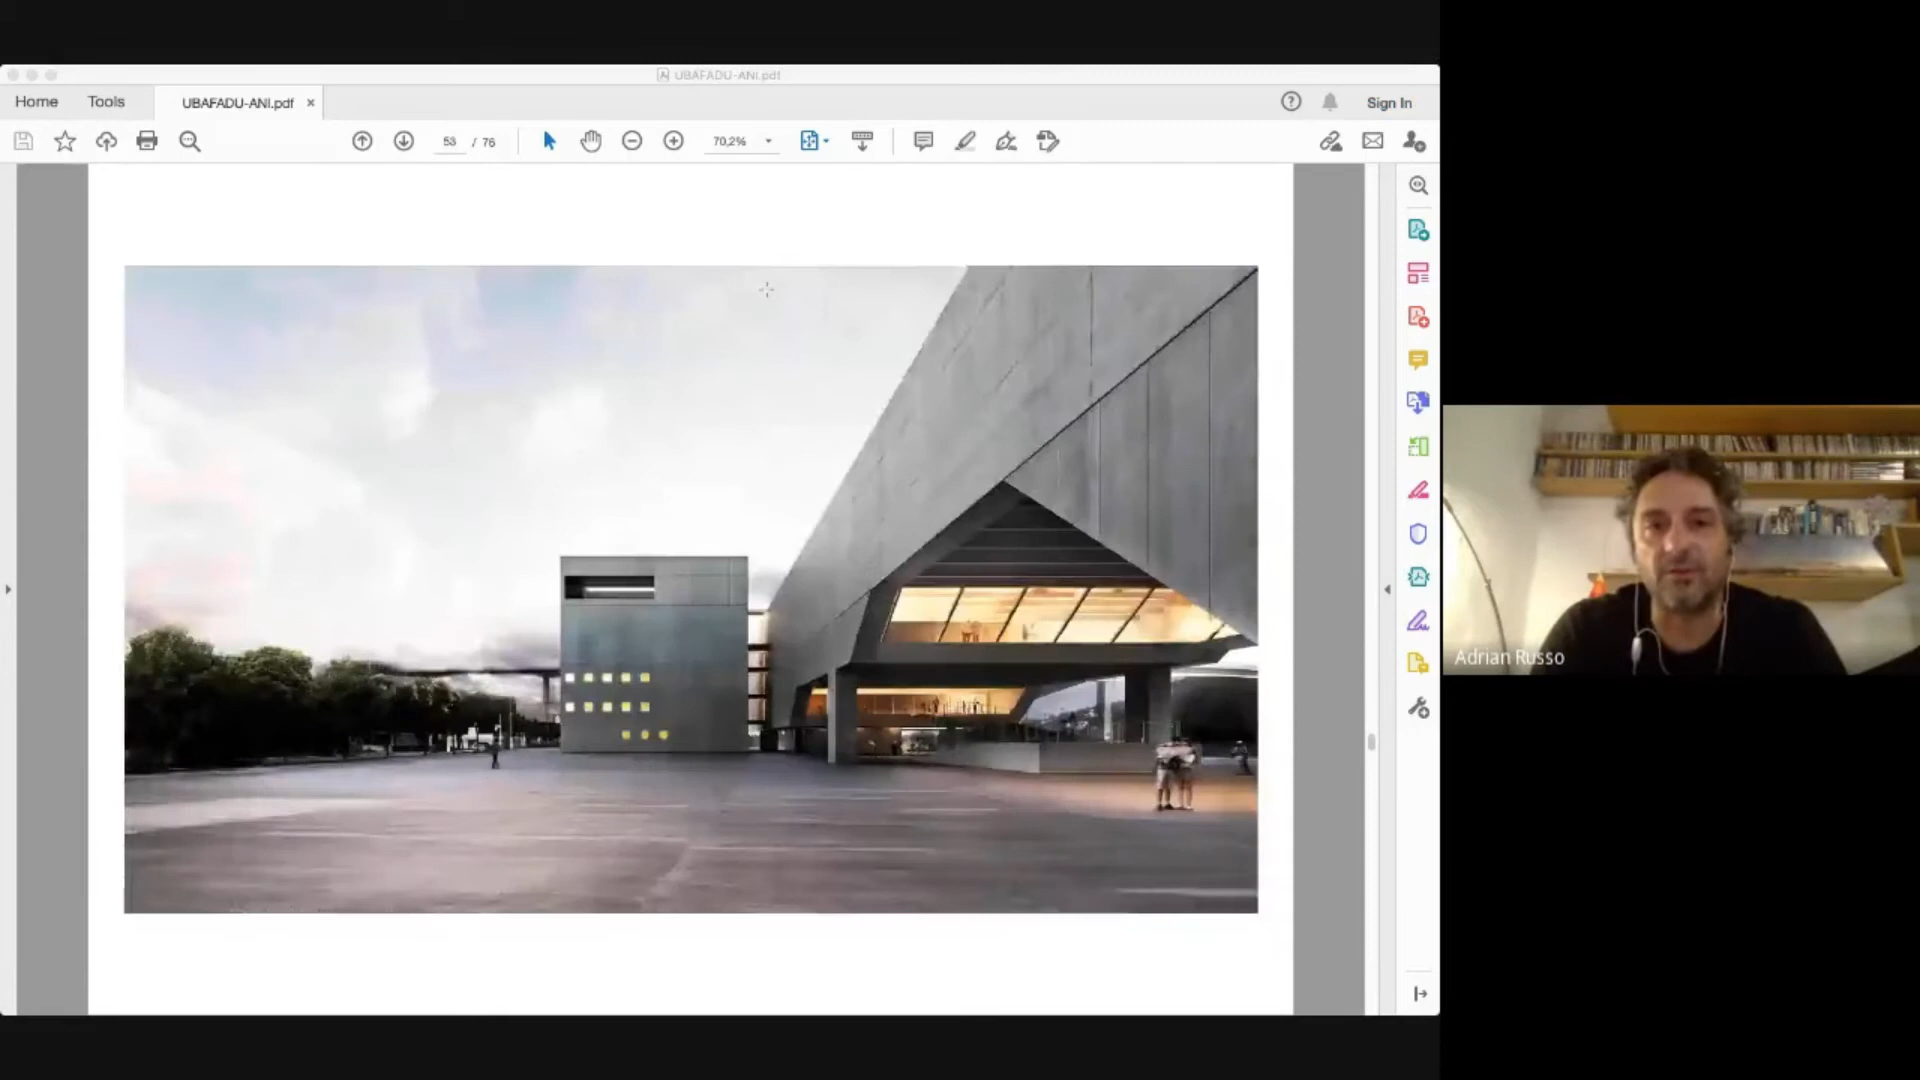 UBAFADU-ANI.pdf
Home
Tools
UBAFADU-ANI.pdf
Sign In
53 / 76
70,2%
Adrian Russo